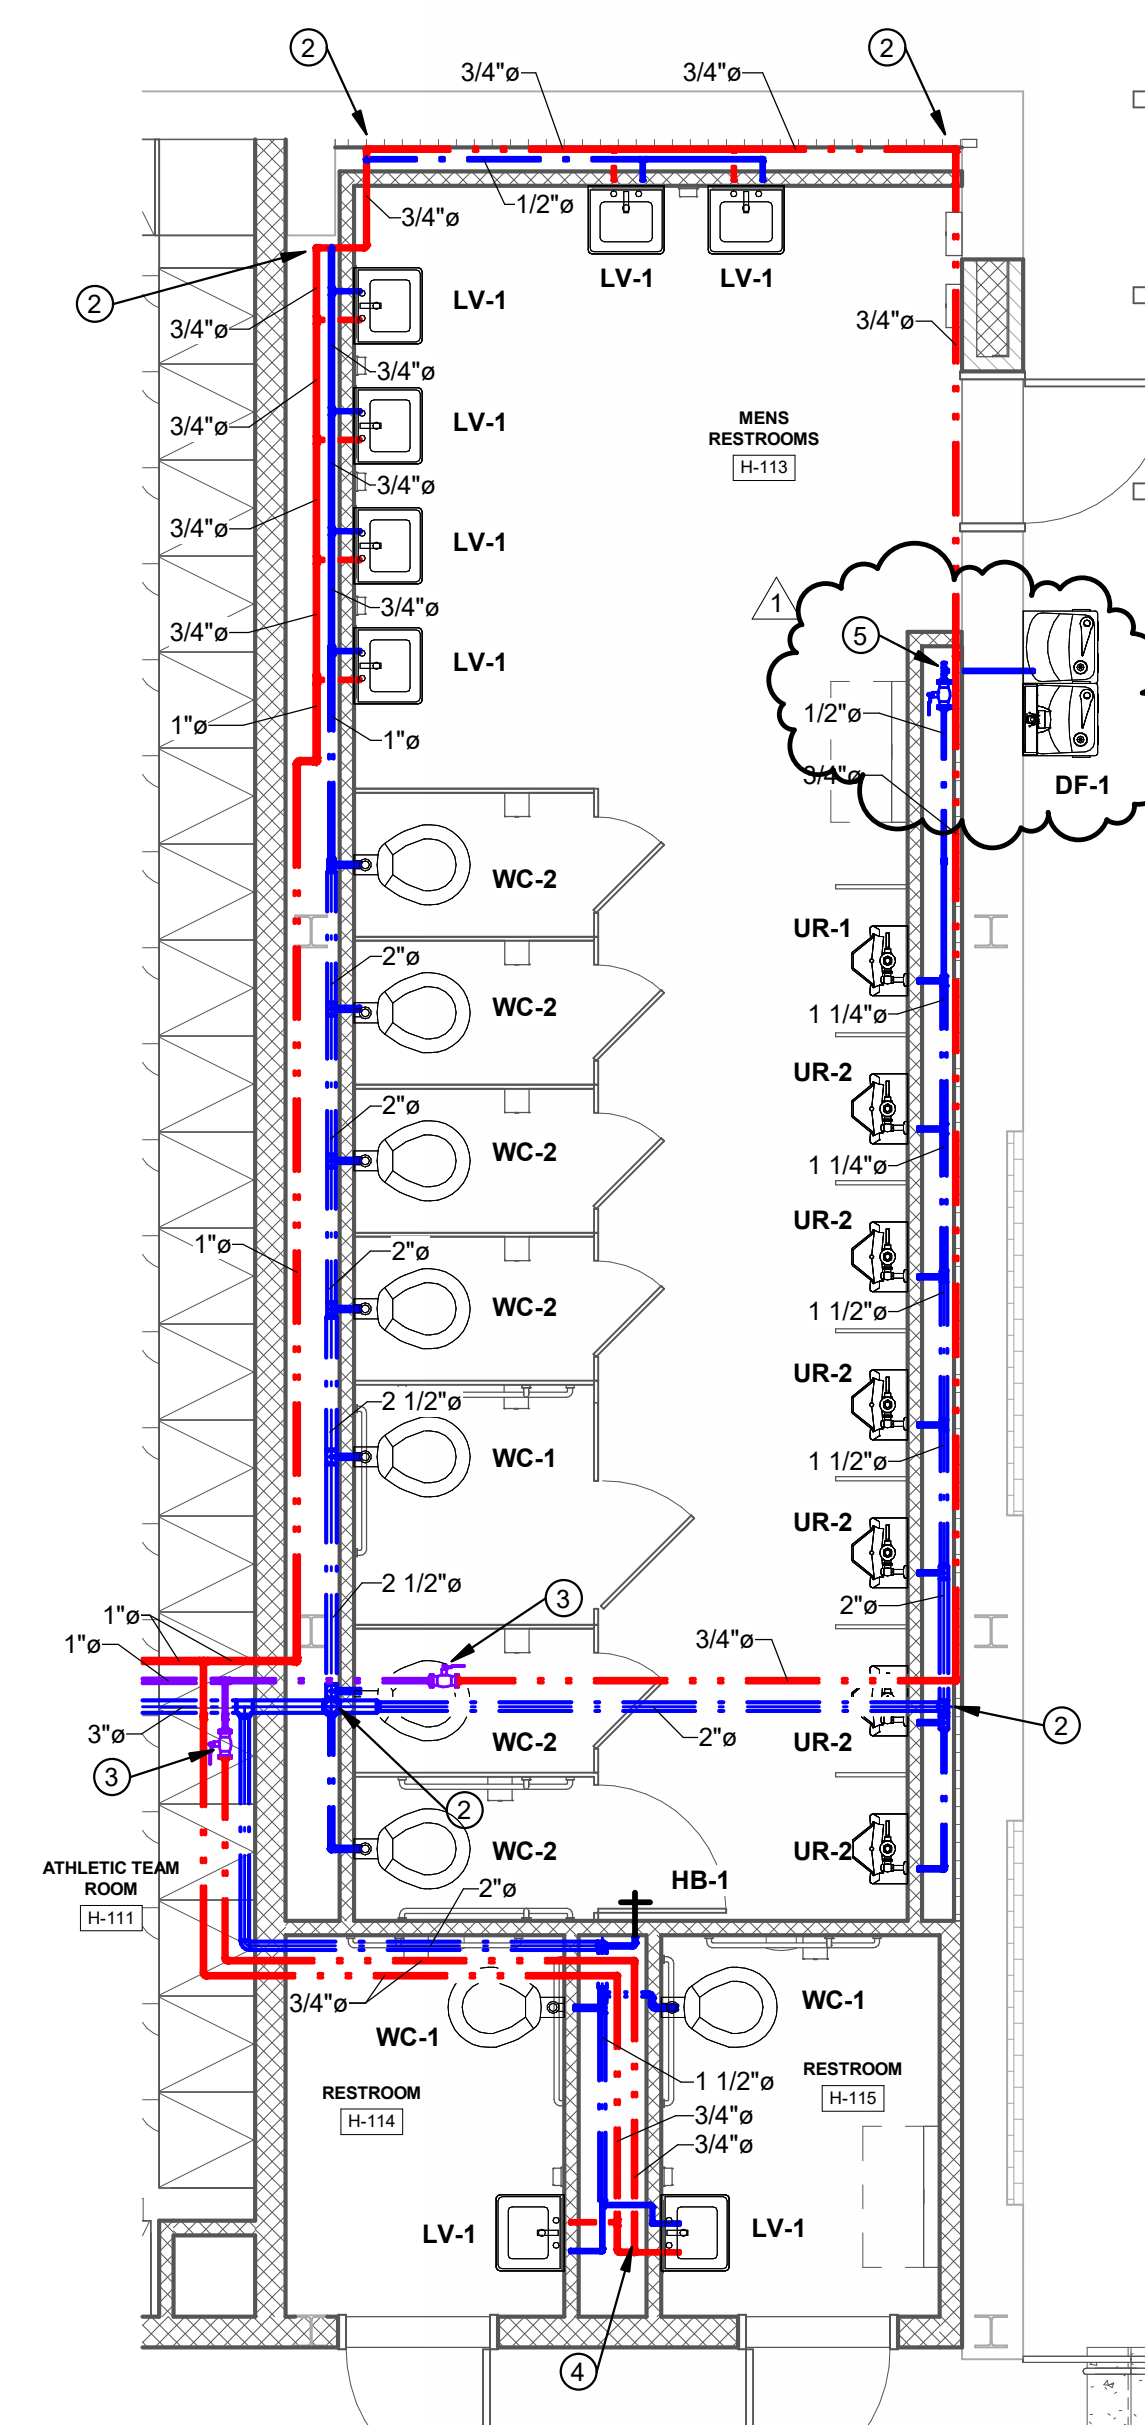 2
2
3/4"ø
3/4"ø
3/4"ø
1/2"ø
LV-1
LV-1
2
LV-1
3/4"ø
3/4"ø
3/4"ø
LV-1
3/4"ø
MENS
RESTROOMS
H-113
3/4"ø
3/4"ø
LV-1
3/4"ø
3/4"ø
LV-1
1
5
1"ø
1"ø
1/2"ø
3/4"ø
DF-1
WC-2
UR-1
2"ø
WC-2
1 1/4"ø
UR-2
2"ø
WC-2
1 1/4"ø
UR-2
1"ø
2"ø
WC-2
1 1/2"ø
UR-2
2 1/2"ø
WC-1
1 1/2"ø
UR-2
2 1/2"ø
3
2"ø
1"ø
1"ø
3/4"ø
3"ø
WC-2
2"ø
UR-2
2
3
2
WC-2
UR-2
ATHLETIC TEAM
ROOM
H-111
HB-1
2"ø
3/4"ø
WC-1
WC-1
1 1/2"ø
RESTROOM
H-114
RESTROOM
H-115
3/4"ø
3/4"ø
LV-1
LV-1
4